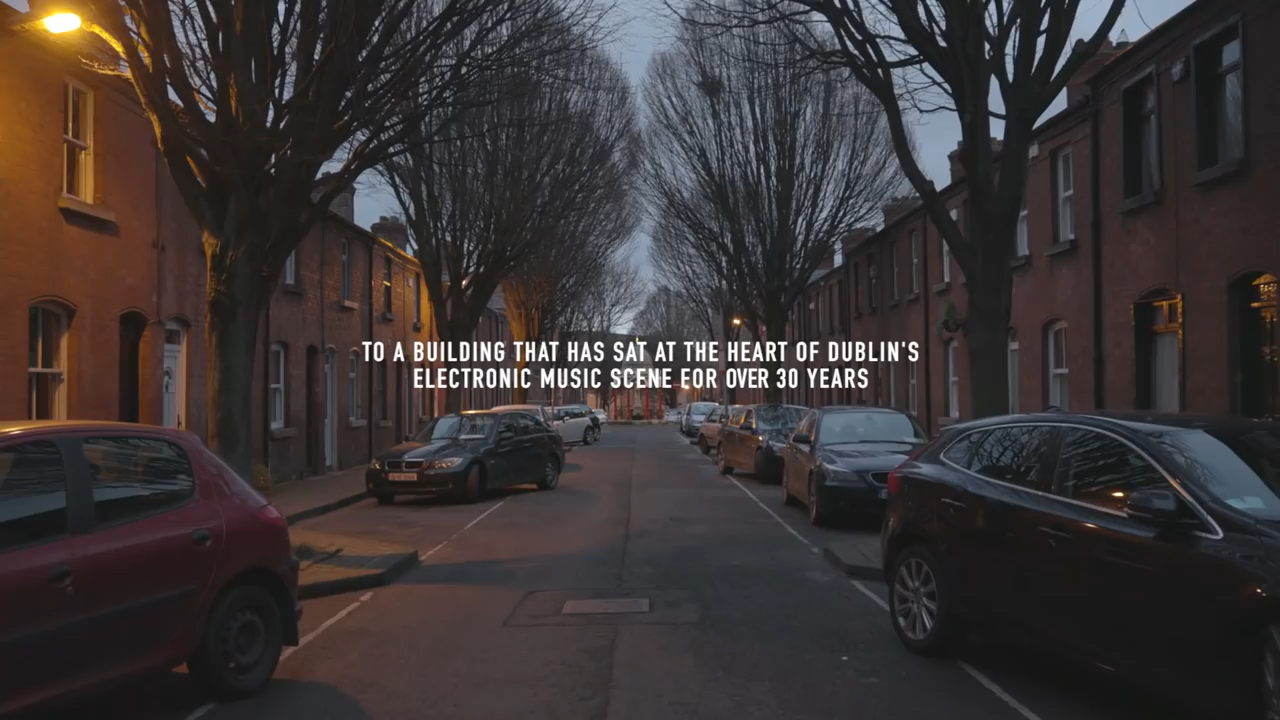 TO A BUILDING THAT HAS SAT AT THE HEART OF DUBLIN'S
ELECTRONIC MUSIC SCENE FOR OVER 30 YEARS